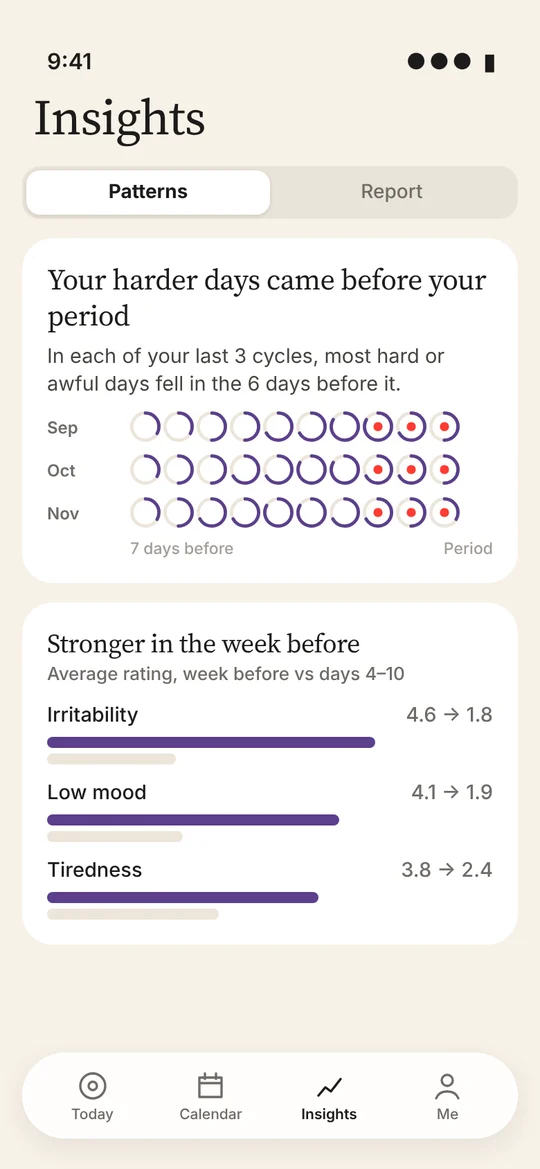 9:41
Insights
Patterns
Report
Your harder days came before your
period
In each of your last 3 cycles, most hard or
awful days fell in the 6 days before it.
Sep
Oct
Nov
7 days before
Period
Stronger in the week before
Average rating, week before vs days 4–10
Irritability
4.6 → 1.8
Low mood
4.1 → 1.9
Tiredness
3.8 → 2.4
Today
Calendar
Insights
Me